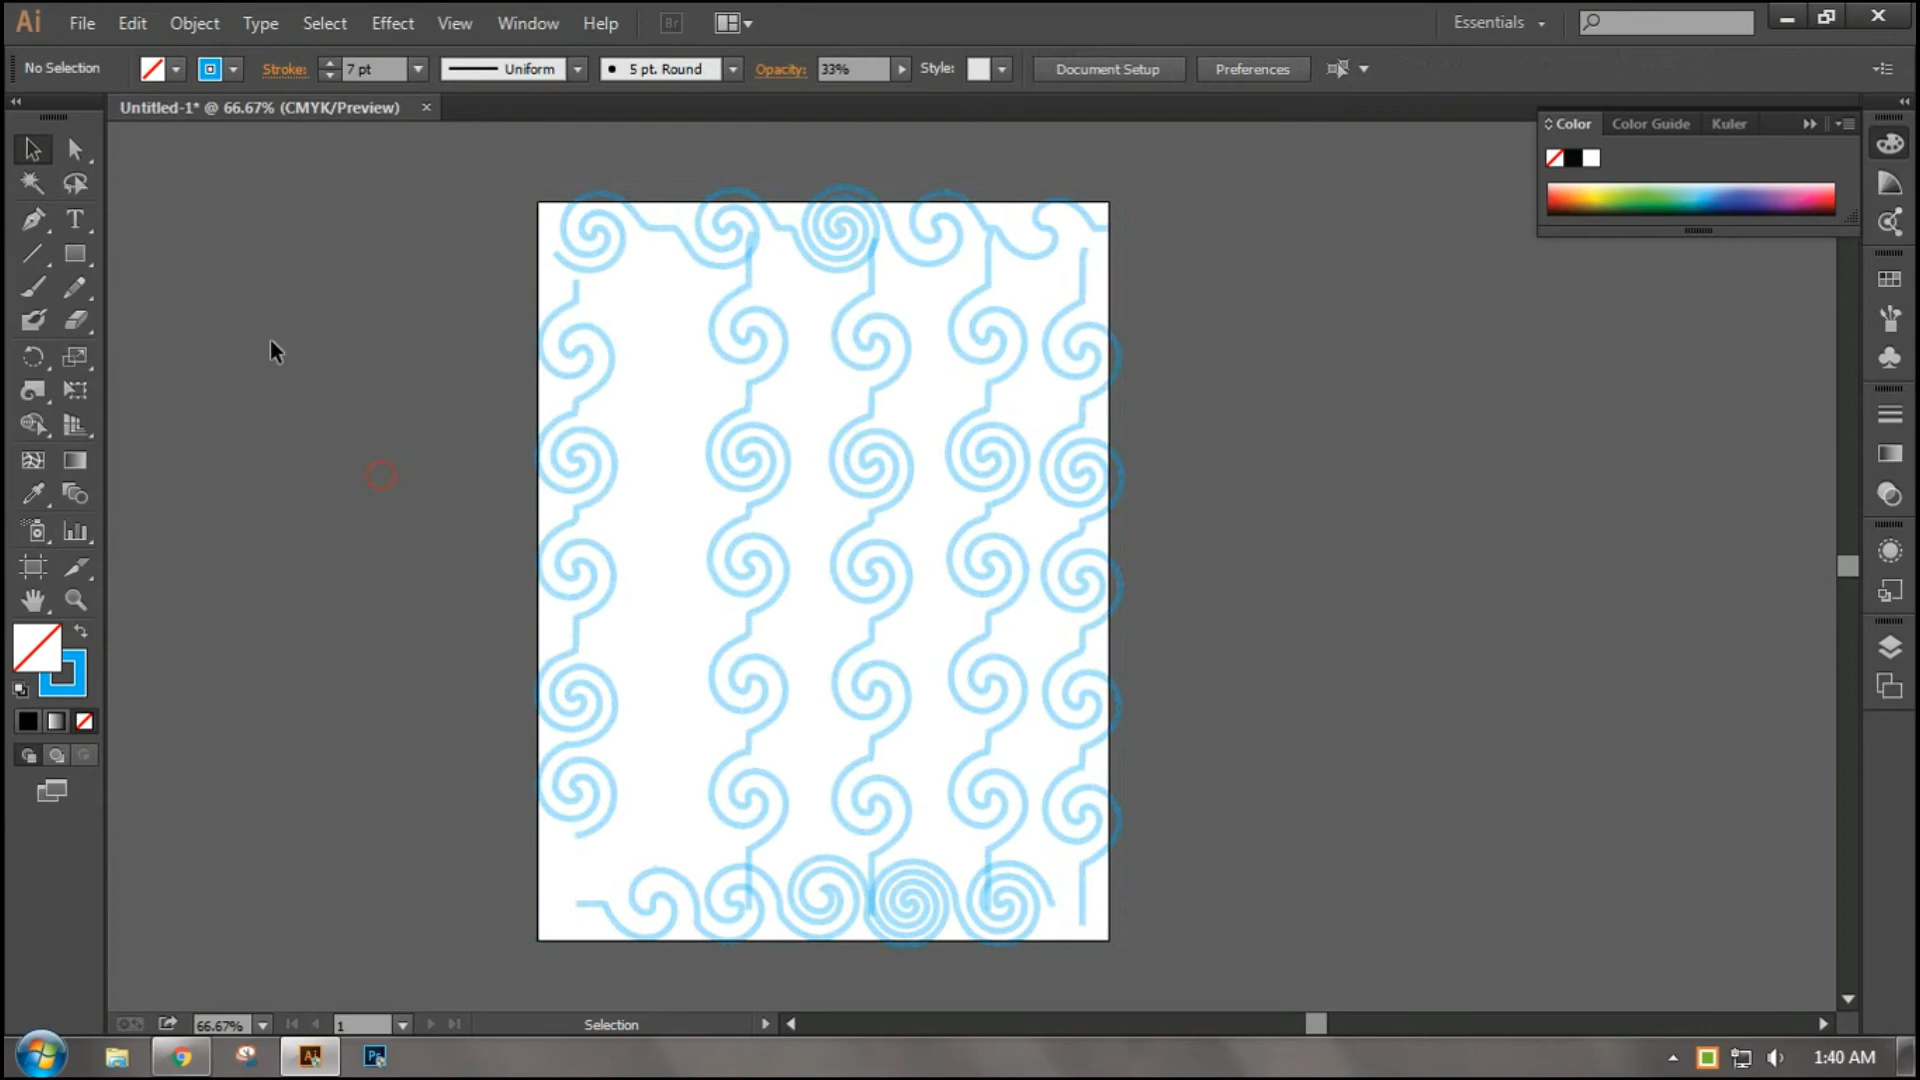 Ai File Edit Object Type Select Effect View Window Help Br Essentials
No Selection Stroke: 7 pt Uniform 5 pt. Round Opacity: 33% Style: Document Setup Preferences
Untitled-1* @ 66.67% (CMYK/Preview)
Color Color Guide Kuler
T
66.67% 1 Selection
Ai Ps 1:40 AM